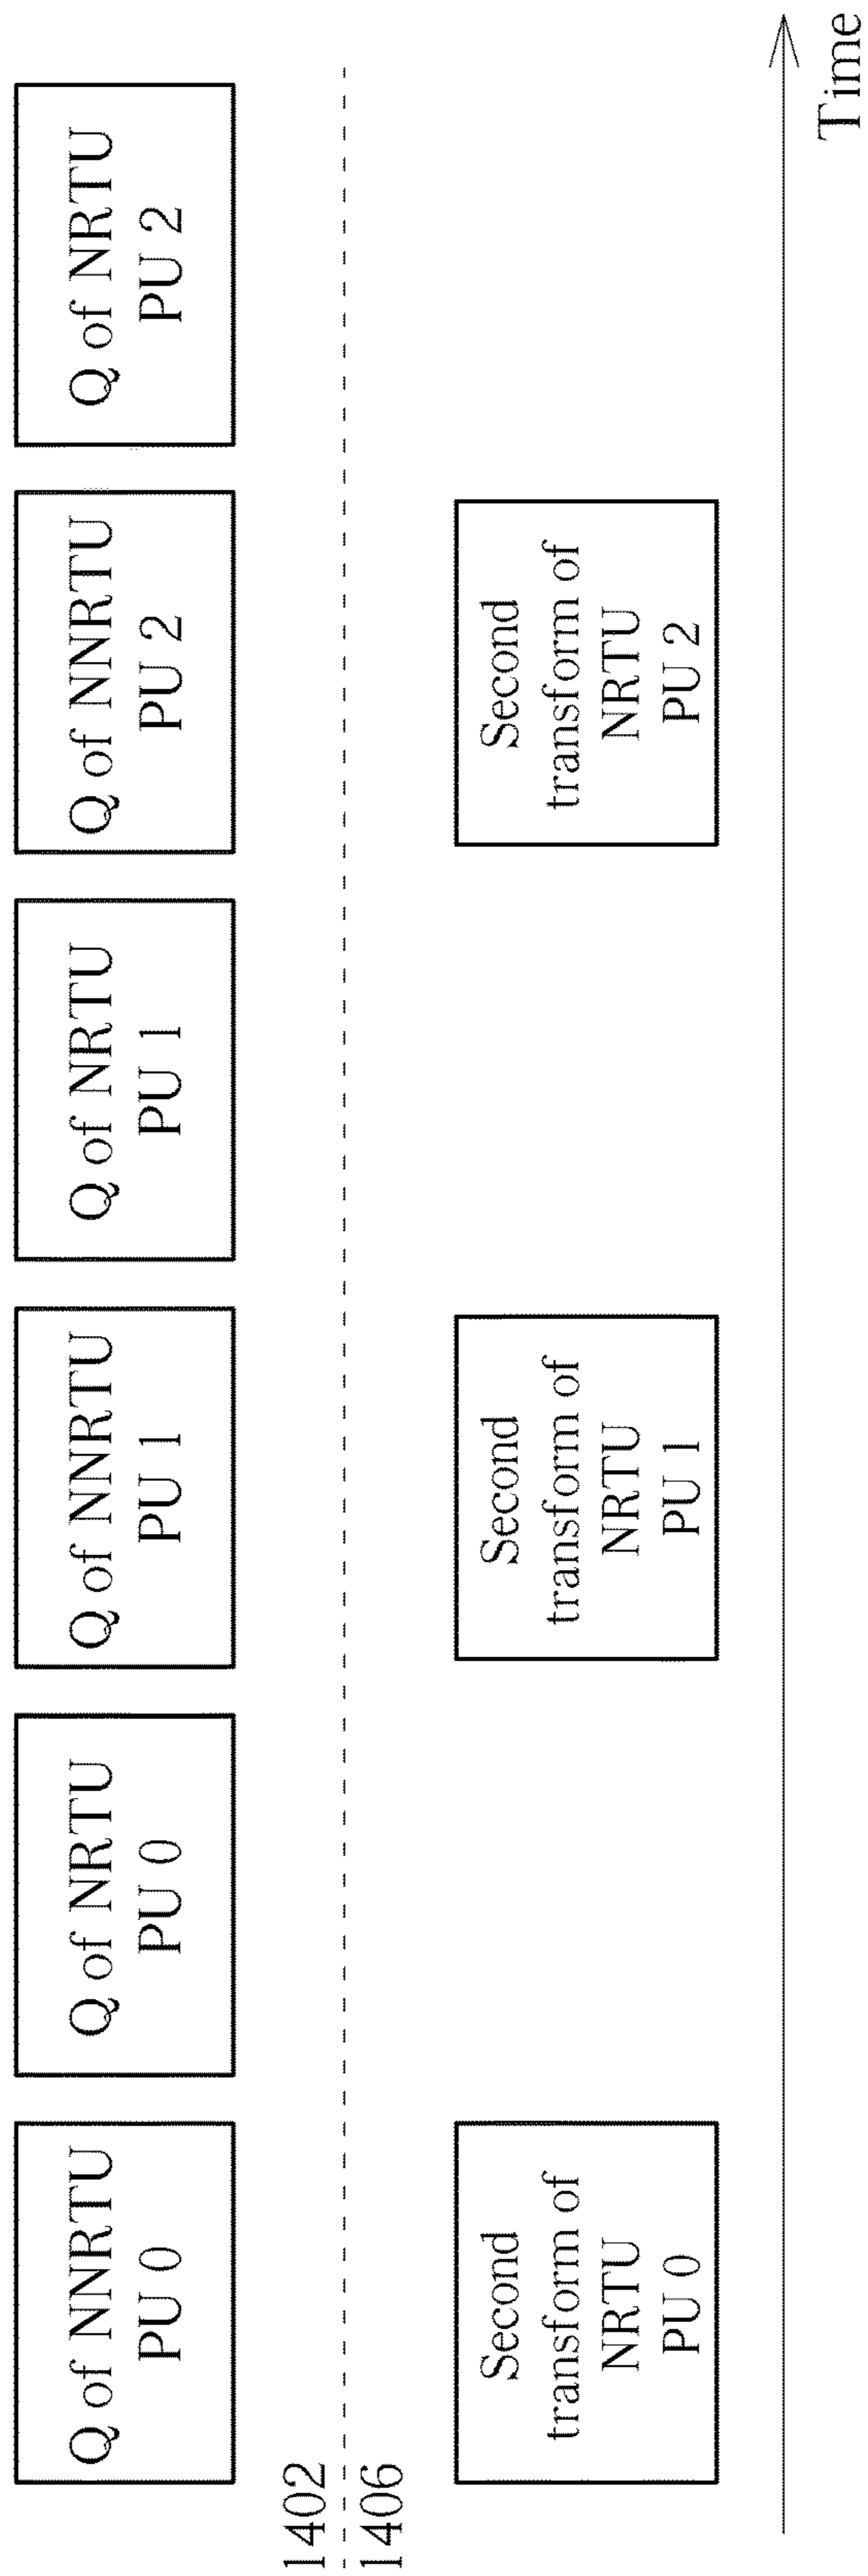 Q of NNRTU
PU 0
Q of NRTU
PU 0
Q of NNRTU
PU 1
Q of NRTU
PU 1
Q of NNRTU
PU 2
Q of NRTU
PU 2
1402
1406
Second
transform of
NRTU
PU 0
Second
transform of
NRTU
PU 1
Second
transform of
NRTU
PU 2
Time